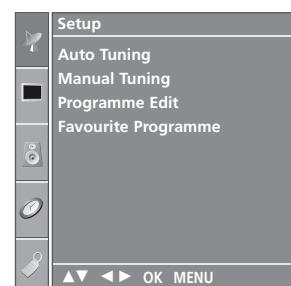 Setup
Auto Tuning
Manual Tuning
Programme Edit
Favourite Programme
▲▼ ◄► OK MENU